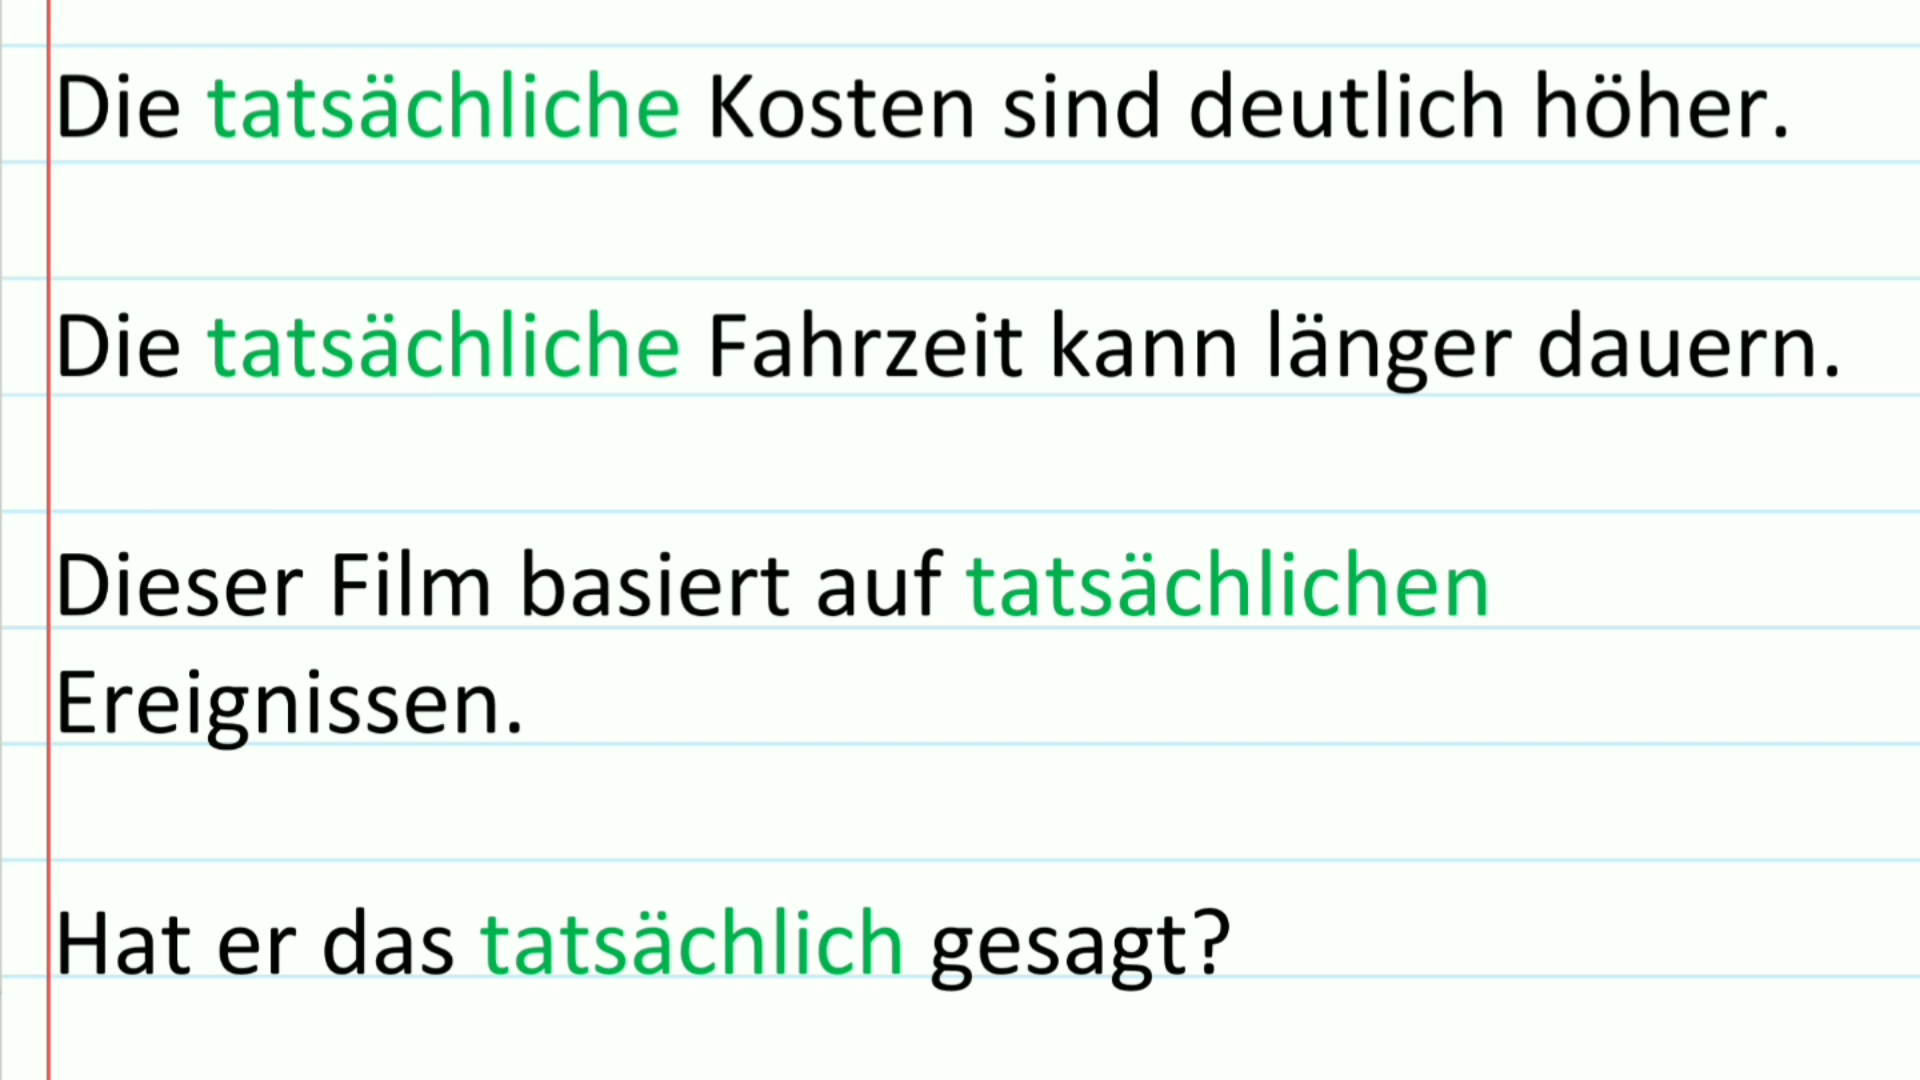 Die tatsächliche Kosten sind deutlich höher.
Die tatsächliche Fahrzeit kann länger dauern.
Dieser Film basiert auf tatsächlichen
Ereignissen.
Hat er das tatsächlich gesagt?